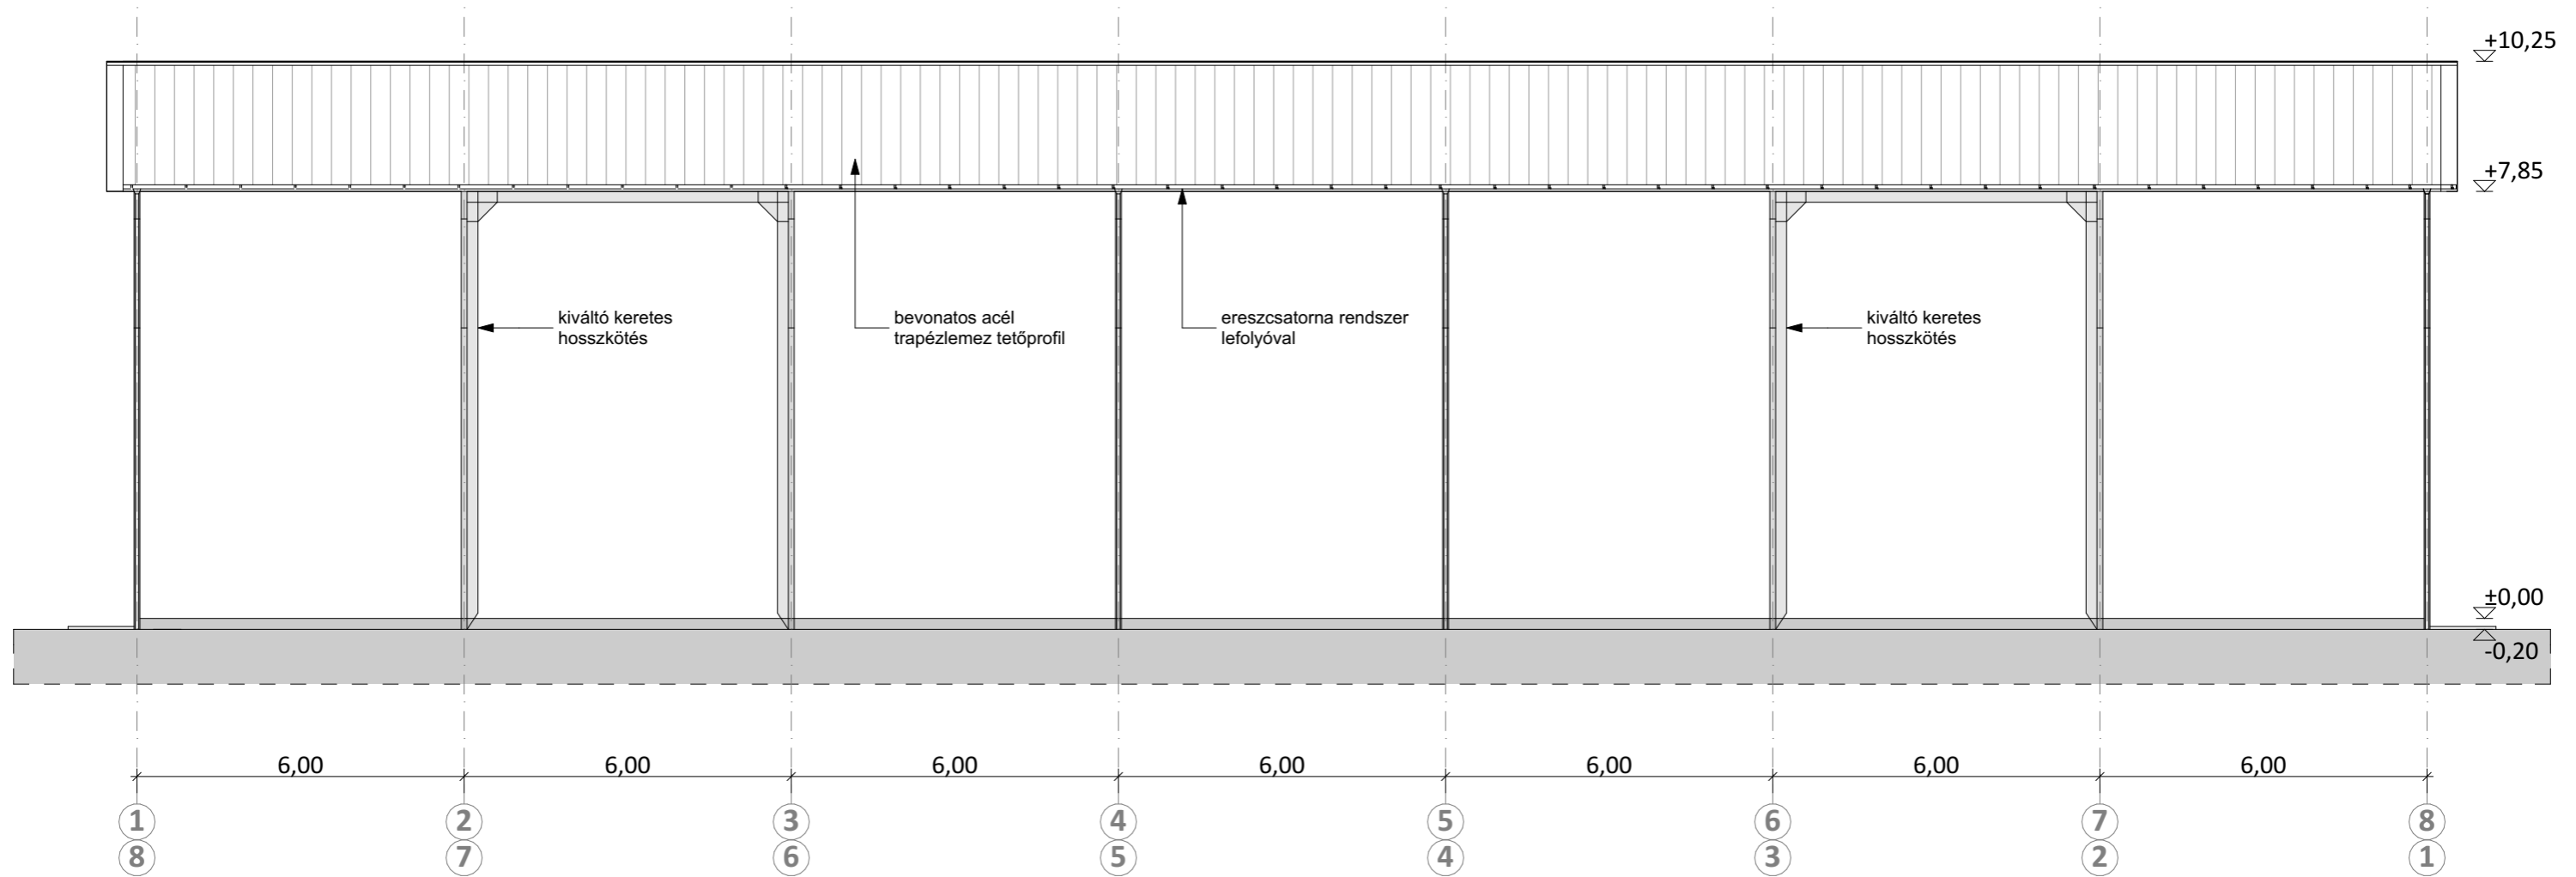 +10,25
+7,85
kiváltó keretes
hosszkötés
bevonatos acél
trapézlemez tetőprofil
ereszcsatorna rendszer
lefolyóval
kiváltó keretes
hosszkötés
±0,00
-0,20
6,00 6,00 6,00 6,00 6,00 6,00 6,00
1 2 3 4 5 6 7 8
8 7 6 5 4 3 2 1